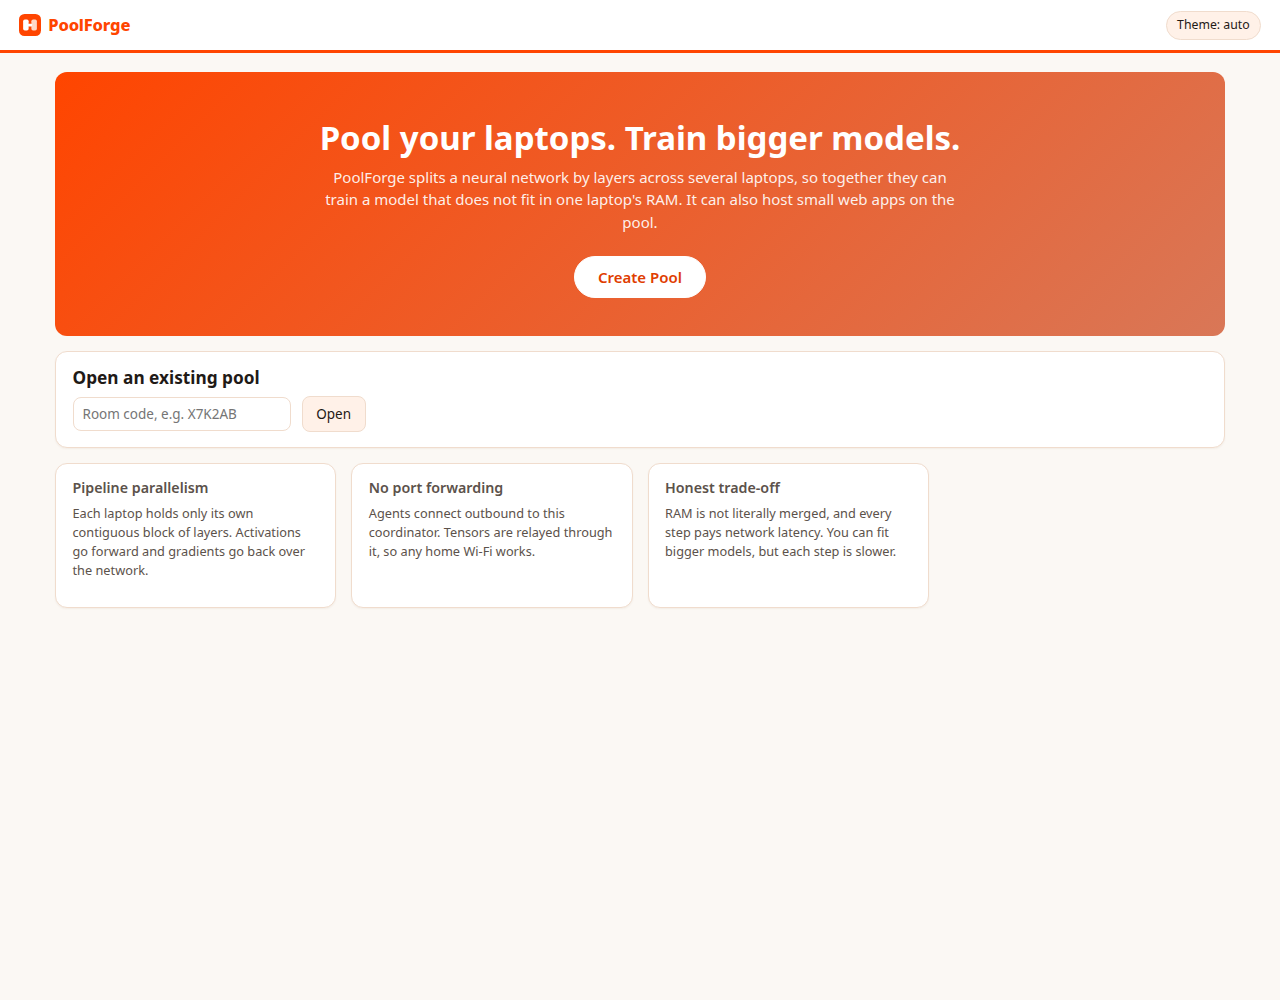 PoolForge
Theme: auto
Pool your laptops. Train bigger models.
PoolForge splits a neural network by layers across several laptops, so together they can
train a model that does not fit in one laptop's RAM. It can also host small web apps on the
pool.
Create Pool
Open an existing pool
Room code, e.g. X7K2AB
Open
Pipeline parallelism
Each laptop holds only its own
contiguous block of layers. Activations
go forward and gradients go back over
the network.
No port forwarding
Agents connect outbound to this
coordinator. Tensors are relayed through
it, so any home Wi-Fi works.
Honest trade-off
RAM is not literally merged, and every
step pays network latency. You can fit
bigger models, but each step is slower.